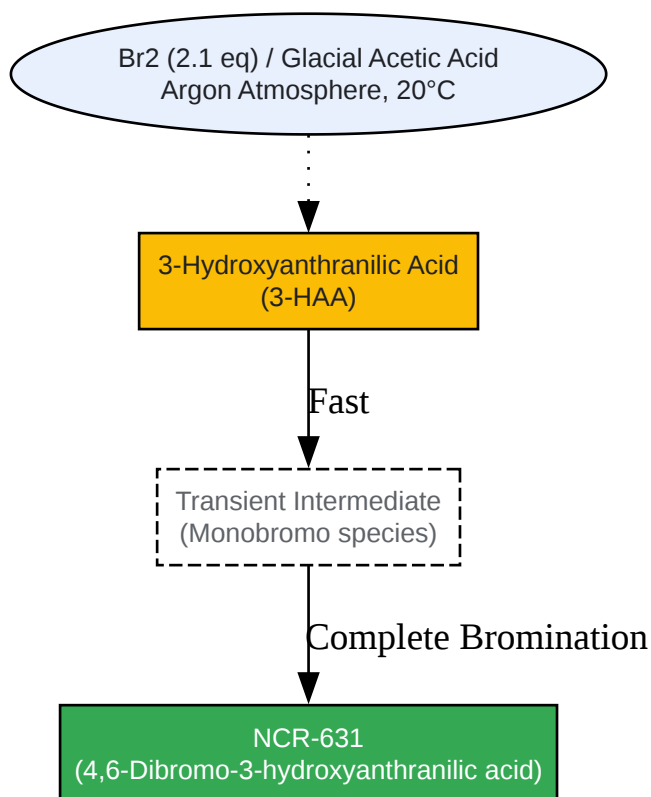 Br2 (2.1 eq) / Glacial Acetic Acid
Argon Atmosphere, 20°C
3-Hydroxyanthranilic Acid
(3-HAA)
Fast
Transient Intermediate
(Monobromo species)
Complete Bromination
NCR-631
(4,6-Dibromo-3-hydroxyanthranilic acid)